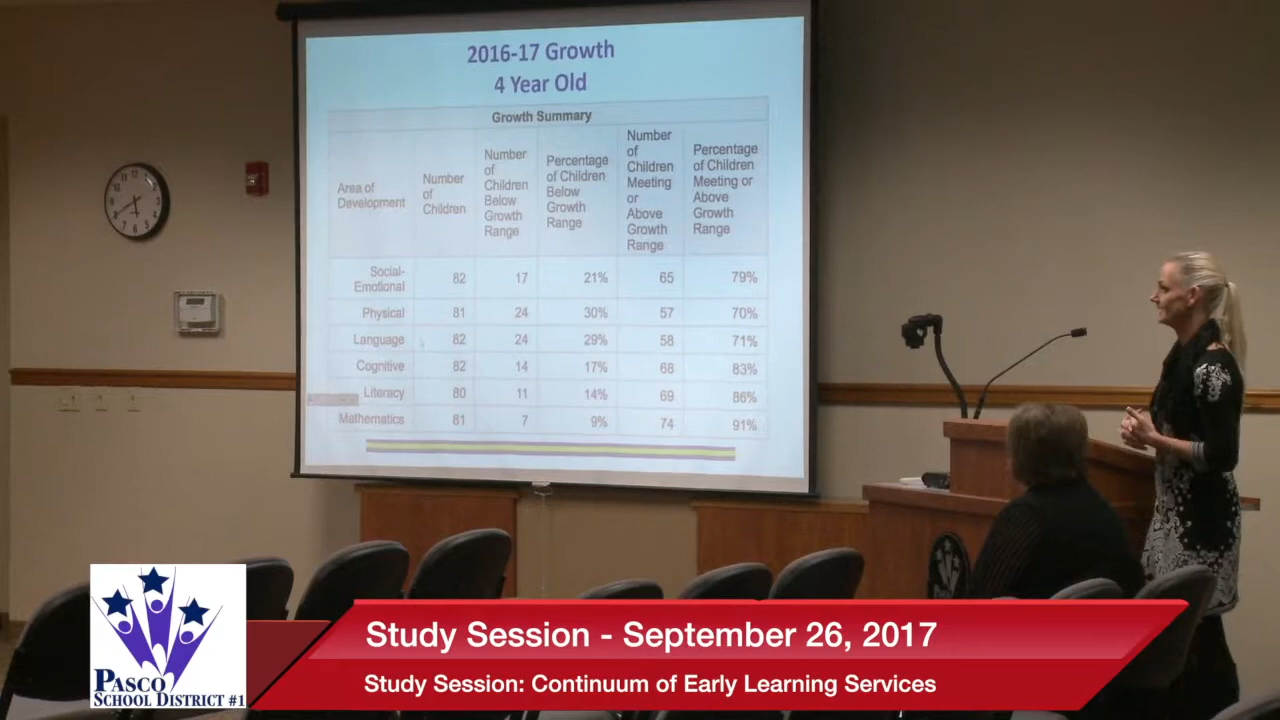 2016-17 Growth
4 Year Old
Growth Summary
Area of Development
Number of Children
Number of Children Below Growth Range
Percentage of Children Below Growth Range
Number of Children Meeting or Above Growth Range
Percentage of Children Meeting or Above Growth Range
Social-Emotional 82 17 21% 65 79%
Physical 81 24 30% 57 70%
Language 82 24 29% 58 71%
Cognitive 82 14 17% 68 83%
Literacy 80 11 14% 69 86%
Mathematics 81 7 9% 74 91%
Study Session - September 26, 2017
Study Session: Continuum of Early Learning Services
PASCO
SCHOOL DISTRICT #1